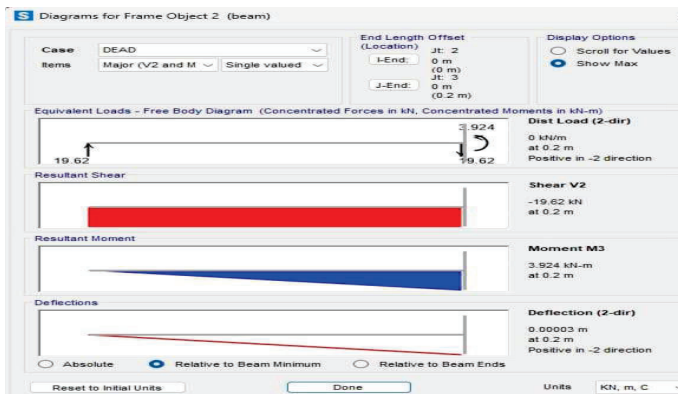 S Diagrams for Frame Object 2 (beam)
Case DEAD
Items Major (V2 and M Single valued
End Length Offset
(Location)
I-End: Jt: 2
0 m
(0 m)
J-End: Jt: 3
0 m
(0.2 m)
Display Options
Scroll for Values
Show Max
Equivalent Loads - Free Body Diagram (Concentrated Forces in kN, Concentrated Moments in kN-m)
3.924
19.62 19.62
Dist Load (2-dir)
0 kN/m
at 0.2 m
Positive in -2 direction
Resultant Shear
Shear V2
-19.62 kN
at 0.2 m
Resultant Moment
Moment M3
3.924 kN-m
at 0.2 m
Deflections
Deflection (2-dir)
0.00003 m
at 0.2 m
Positive in -2 direction
Absolute Relative to Beam Minimum Relative to Beam Ends
Reset to Initial Units Done Units KN, m, C